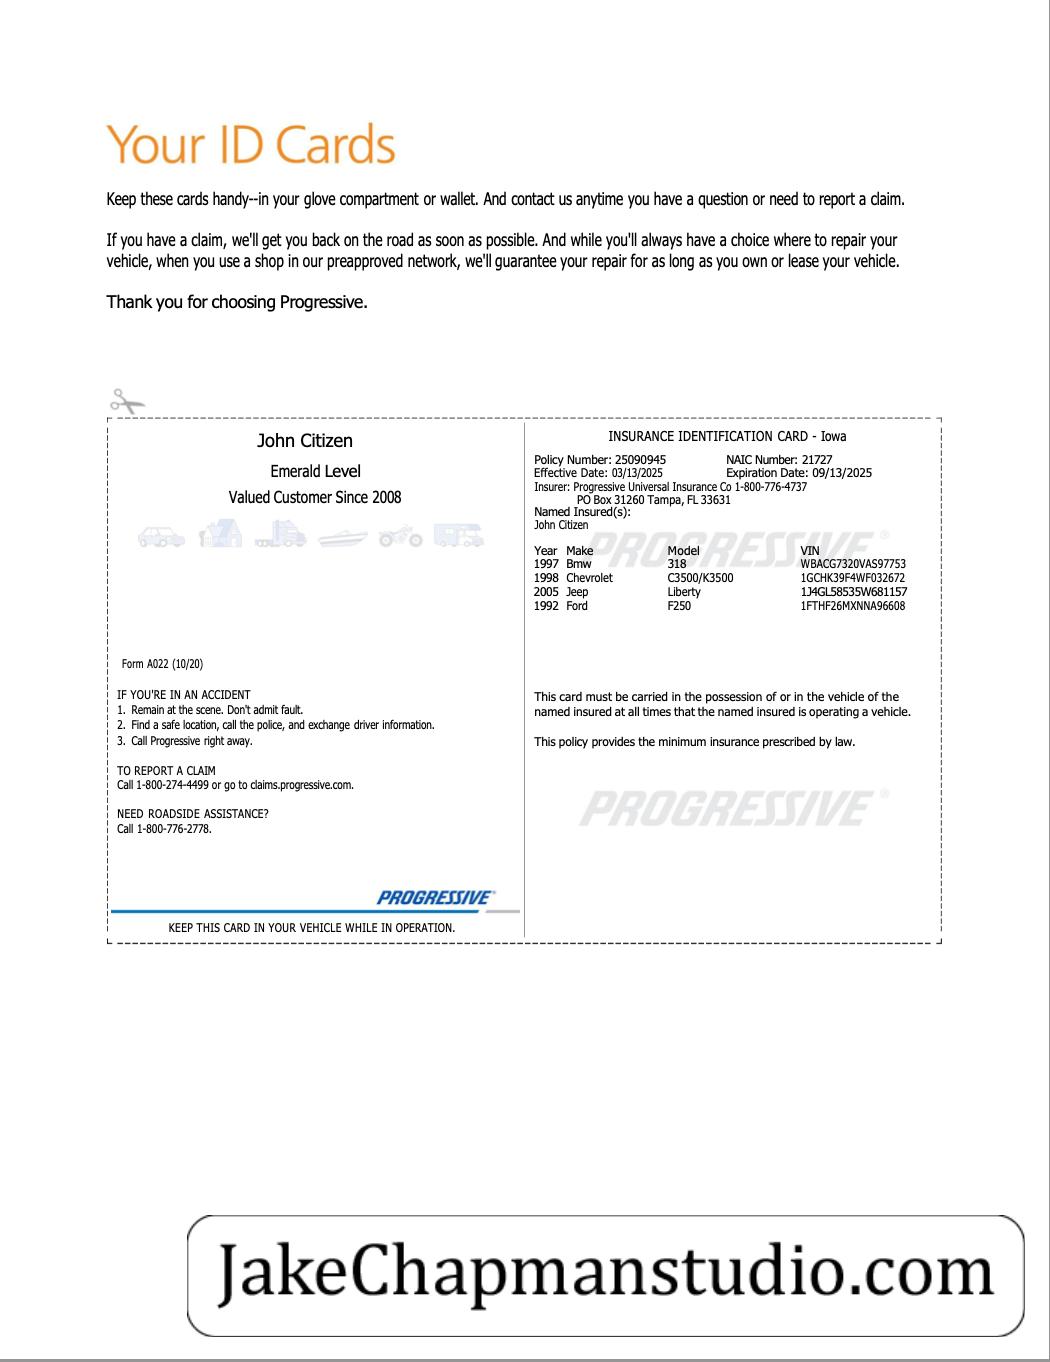 Your ID Cards
Keep these cards handy--in your glove compartment or wallet. And contact us anytime you have a question or need to report a claim.
If you have a claim, we'll get you back on the road as soon as possible. And while you'll always have a choice where to repair your
vehicle, when you use a shop in our preapproved network, we'll guarantee your repair for as long as you own or lease your vehicle.
Thank you for choosing Progressive.
John Citizen
Emerald Level
Valued Customer Since 2008
Form A022 (10/20)
IF YOU'RE IN AN ACCIDENT
1. Remain at the scene. Don't admit fault.
2. Find a safe location, call the police, and exchange driver information.
3. Call Progressive right away.
TO REPORT A CLAIM
Call 1-800-274-4499 or go to claims.progressive.com.
NEED ROADSIDE ASSISTANCE?
Call 1-800-776-2778.
PROGRESSIVE®
KEEP THIS CARD IN YOUR VEHICLE WHILE IN OPERATION.
INSURANCE IDENTIFICATION CARD - Iowa
Policy Number: 25090945 NAIC Number: 21727
Effective Date: 03/13/2025 Expiration Date: 09/13/2025
Insurer: Progressive Universal Insurance Co 1-800-776-4737
PO Box 31260 Tampa, FL 33631
Named Insured(s):
John Citizen
PROGRESSIVE®
Year Make Model VIN
1997 Bmw 318 WBACG7320VAS97753
1998 Chevrolet C3500/K3500 1GCHK39F4WF032672
2005 Jeep Liberty 1J4GL58535W681157
1992 Ford F250 1FTHF26MXNNA96608
This card must be carried in the possession of or in the vehicle of the
named insured at all times that the named insured is operating a vehicle.
This policy provides the minimum insurance prescribed by law.
PROGRESSIVE®
JakeChapmanstudio.com